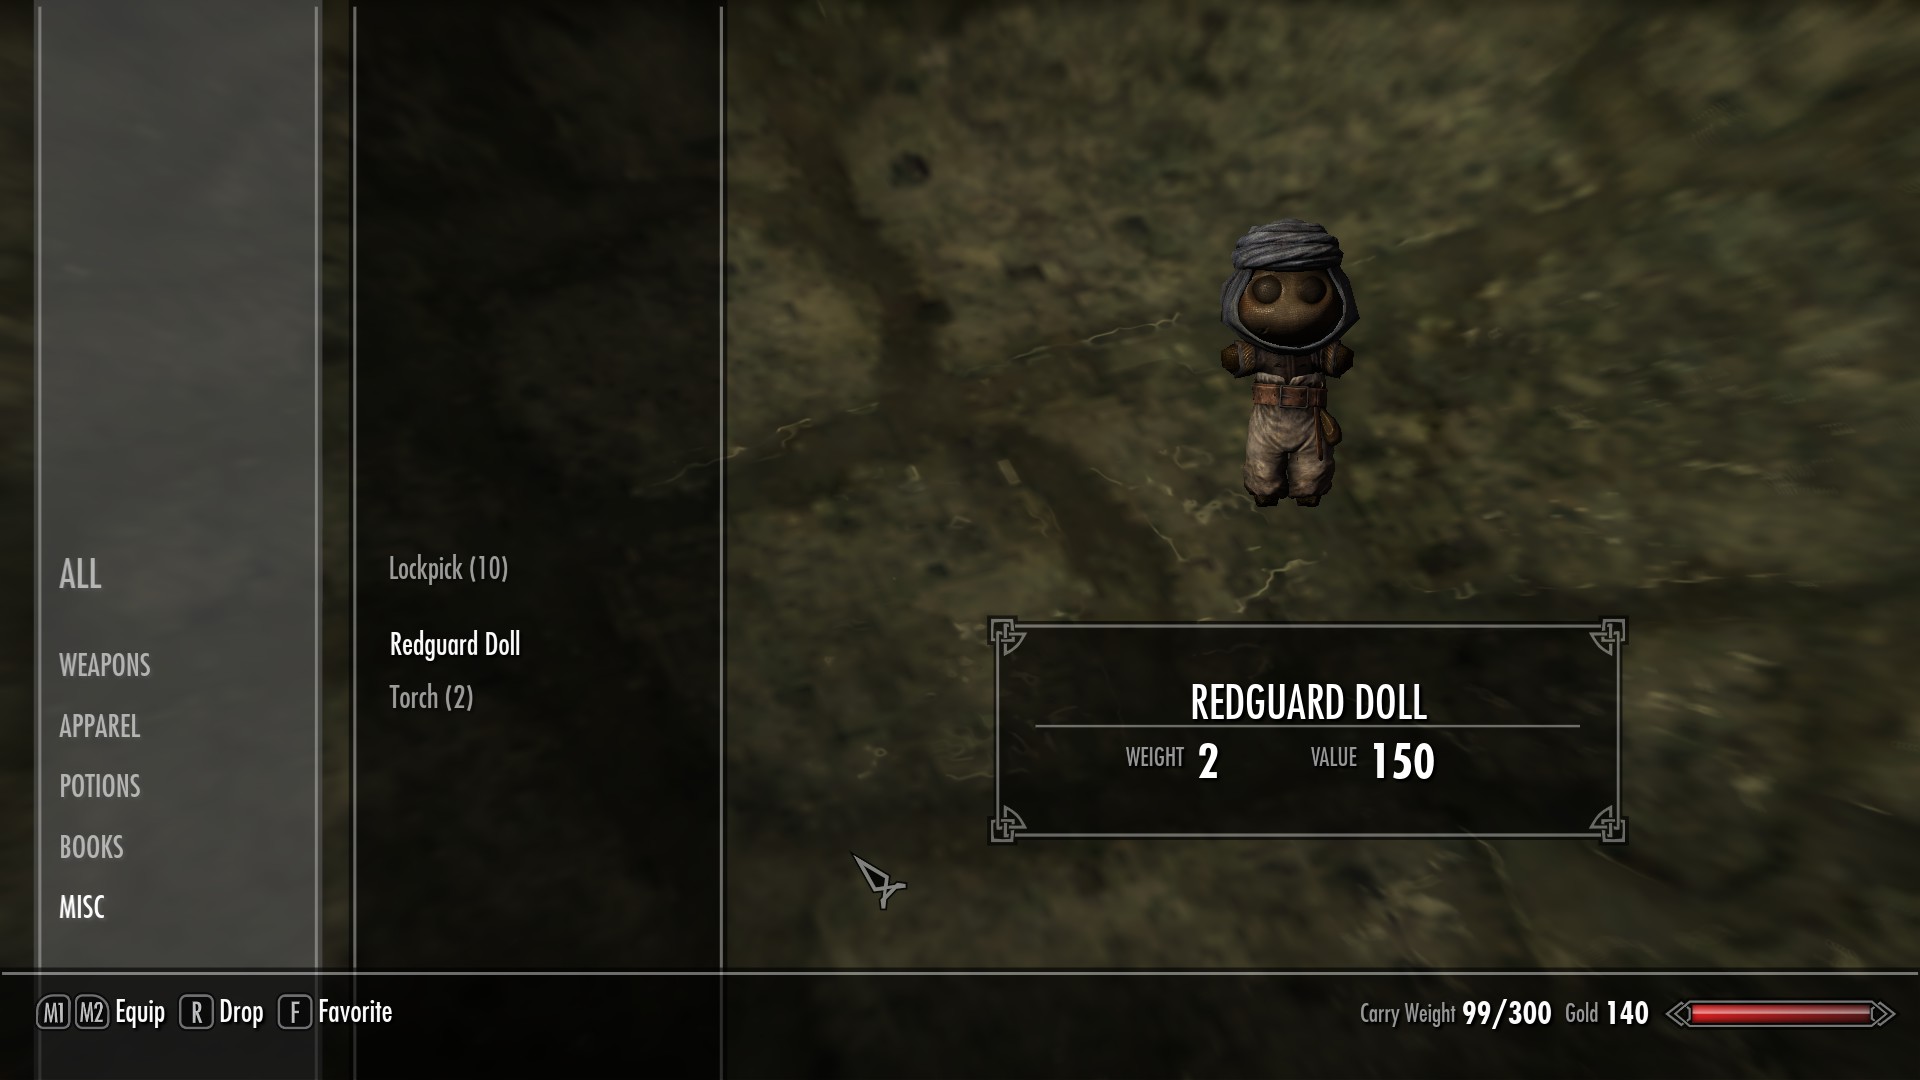 ALL
WEAPONS
APPAREL
POTIONS
BOOKS
MISC
Lockpick (10)
Redguard Doll
Torch (2)
REDGUARD DOLL
WEIGHT 2 VALUE 150
M1 M2 Equip R Drop F Favorite
Carry Weight 99/300 Gold 140